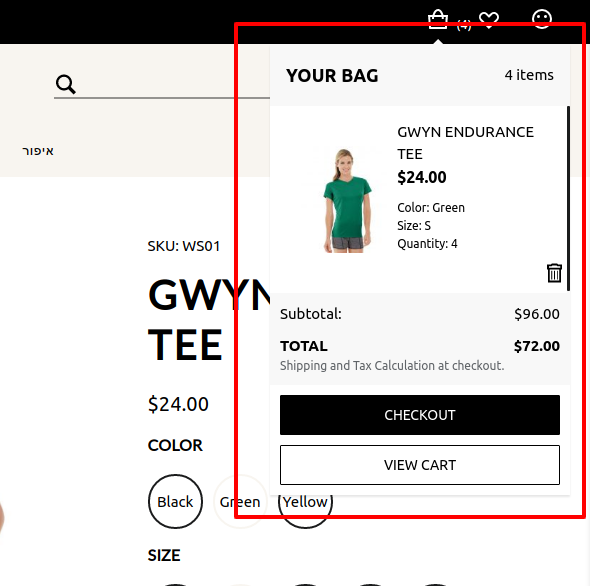 (4)
YOUR BAG
4 items
איפור
GWYN ENDURANCE
TEE
$24.00
Color: Green
Size: S
Quantity: 4
Subtotal: $96.00
TOTAL $72.00
Shipping and Tax Calculation at checkout.
CHECKOUT
VIEW CART
SKU: WS01
GWYN
TEE
$24.00
COLOR
Black Green Yellow
SIZE